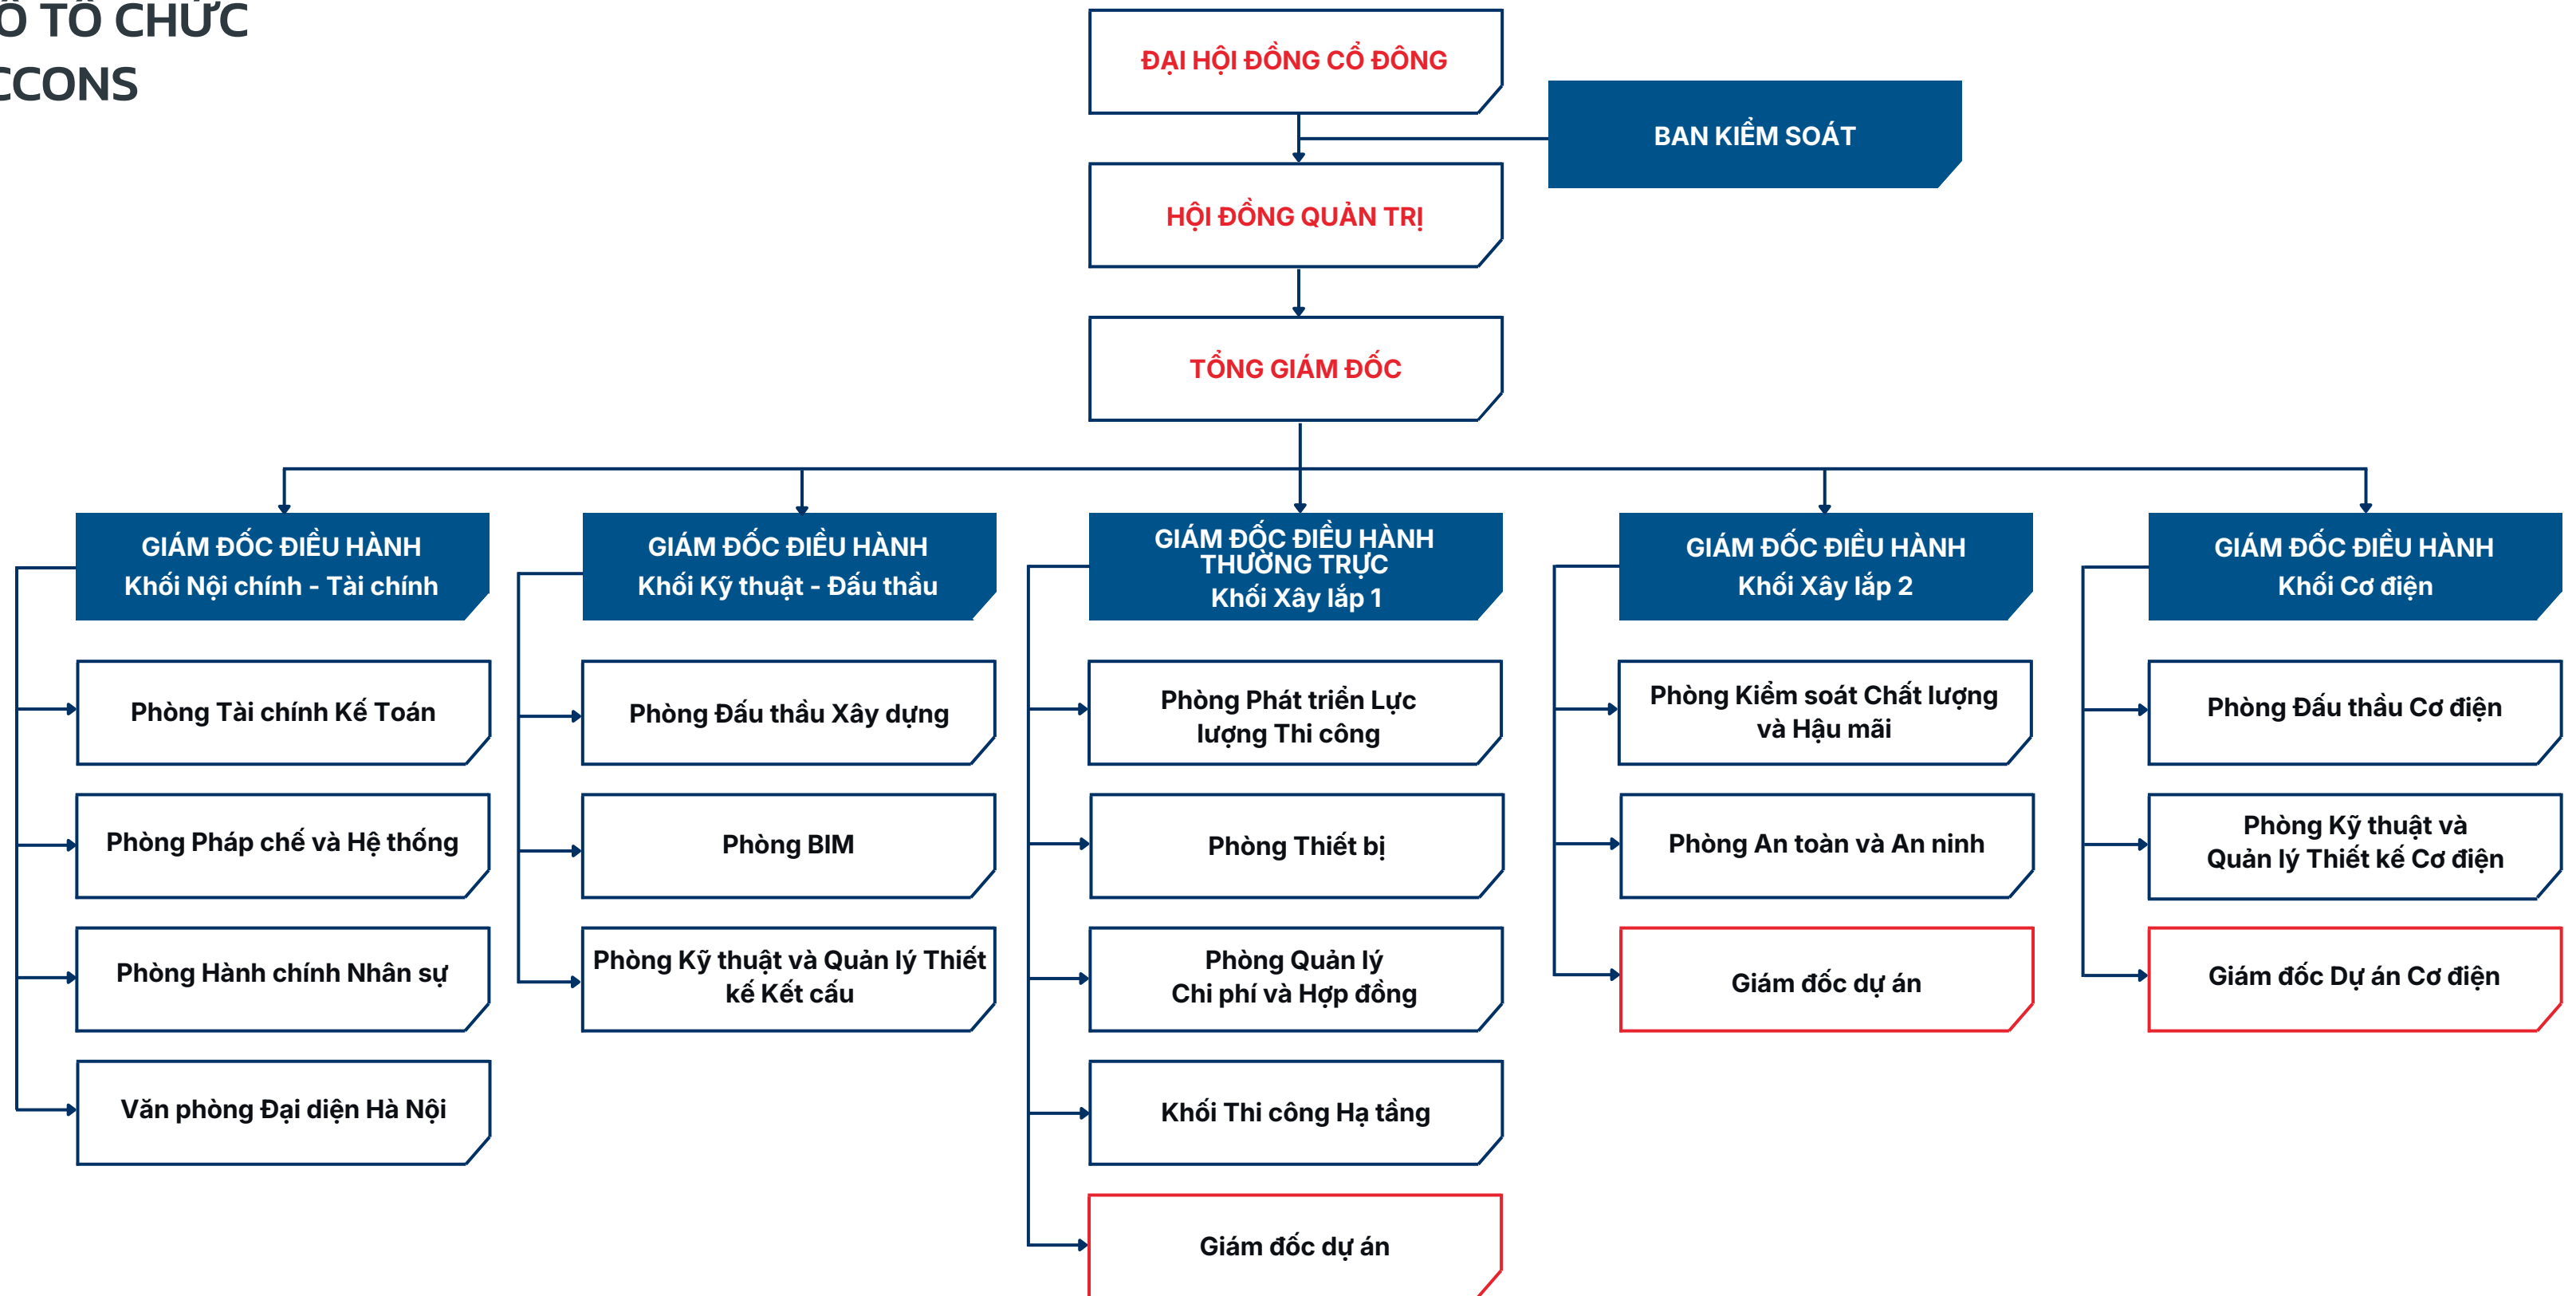 Ồ TỔ CHỨC
CCONS
ĐẠI HỘI ĐỒNG CỔ ĐÔNG
BAN KIỂM SOÁT
HỘI ĐỒNG QUẢN TRỊ
TỔNG GIÁM ĐỐC
GIÁM ĐỐC ĐIỀU HÀNH
Khối Nội chính - Tài chính
Phòng Tài chính Kế Toán
Phòng Pháp chế và Hệ thống
Phòng Hành chính Nhân sự
Văn phòng Đại diện Hà Nội
GIÁM ĐỐC ĐIỀU HÀNH
Khối Kỹ thuật - Đấu thầu
Phòng Đấu thầu Xây dựng
Phòng BIM
Phòng Kỹ thuật và Quản lý Thiết
kế Kết cấu
GIÁM ĐỐC ĐIỀU HÀNH
THƯỜNG TRỰC
Khối Xây lắp 1
Phòng Phát triển Lực
lượng Thi công
Phòng Thiết bị
Phòng Quản lý
Chi phí và Hợp đồng
Khối Thi công Hạ tầng
Giám đốc dự án
GIÁM ĐỐC ĐIỀU HÀNH
Khối Xây lắp 2
Phòng Kiểm soát Chất lượng
và Hậu mãi
Phòng An toàn và An ninh
Giám đốc dự án
GIÁM ĐỐC ĐIỀU HÀNH
Khối Cơ điện
Phòng Đấu thầu Cơ điện
Phòng Kỹ thuật và
Quản lý Thiết kế Cơ điện
Giám đốc Dự án Cơ điện